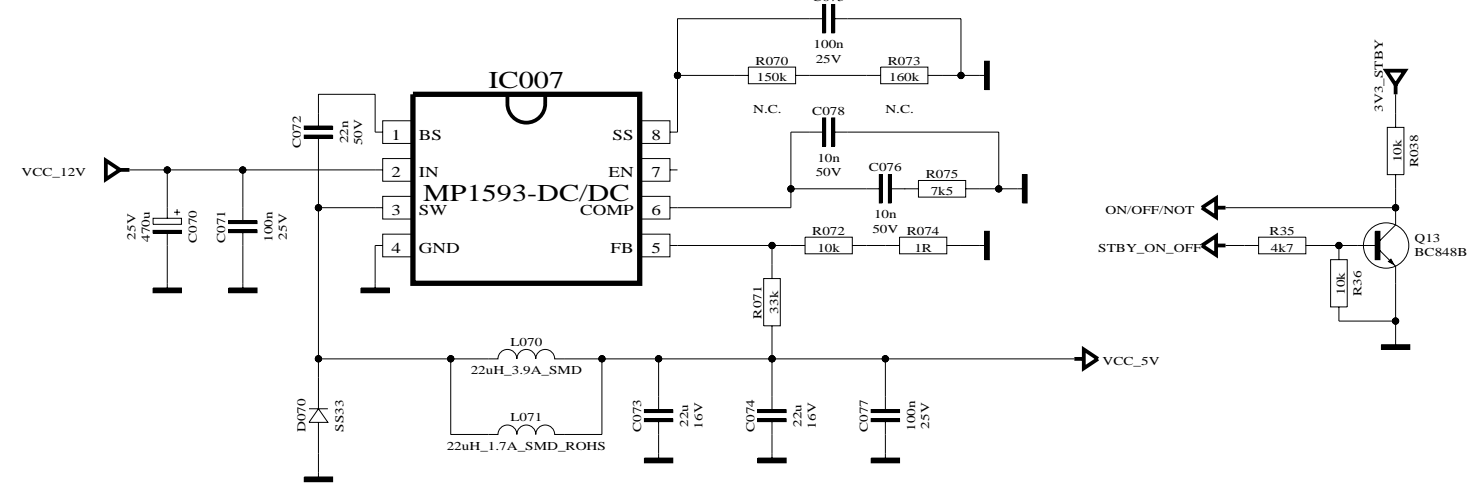 100n
25V
R070
150k
R073
160k
N.C.
N.C.
IC007
MP1593-DC/DC
1 BS
2 IN
3 SW
4 GND
SS 8
EN 7
COMP 6
FB 5
C072
22n
50V
VCC_12V
25V
470u
+
C070
C071
100n
25V
C078
10n
50V
C076
10n
50V
R075
7k5
R072
10k
R074
1R
R071
33k
L070
22uH_3.9A_SMD
L071
22uH_1.7A_SMD_ROHS
D070
SS33
C073
22u
16V
C074
22u
16V
C077
100n
25V
VCC_5V
3V3_STBY
10k
R038
ON/OFF/NOT
STBY_ON_OFF
R35
4k7
10k
R36
Q13
BC848B